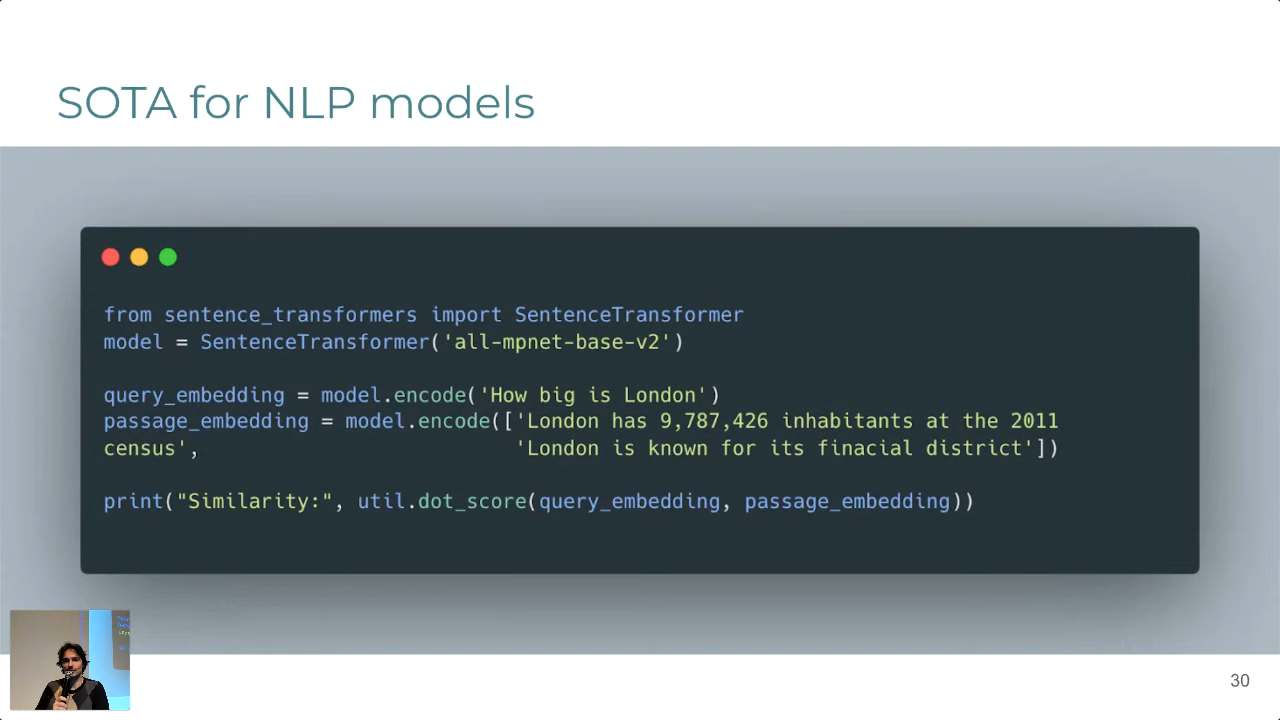 SOTA for NLP models
from sentence_transformers import SentenceTransformer
model = SentenceTransformer('all-mpnet-base-v2')
query_embedding = model.encode('How big is London')
passage_embedding = model.encode(['London has 9,787,426 inhabitants at the 2011
census', 'London is known for its finacial district'])
print("Similarity:", util.dot_score(query_embedding, passage_embedding))
30